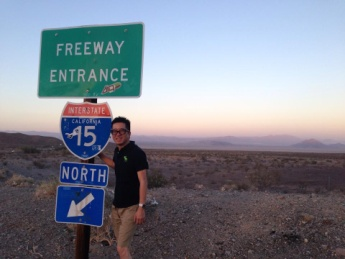 FREEWAY
ENTRANCE
INTERSTATE
CALIFORNIA
15
NORTH